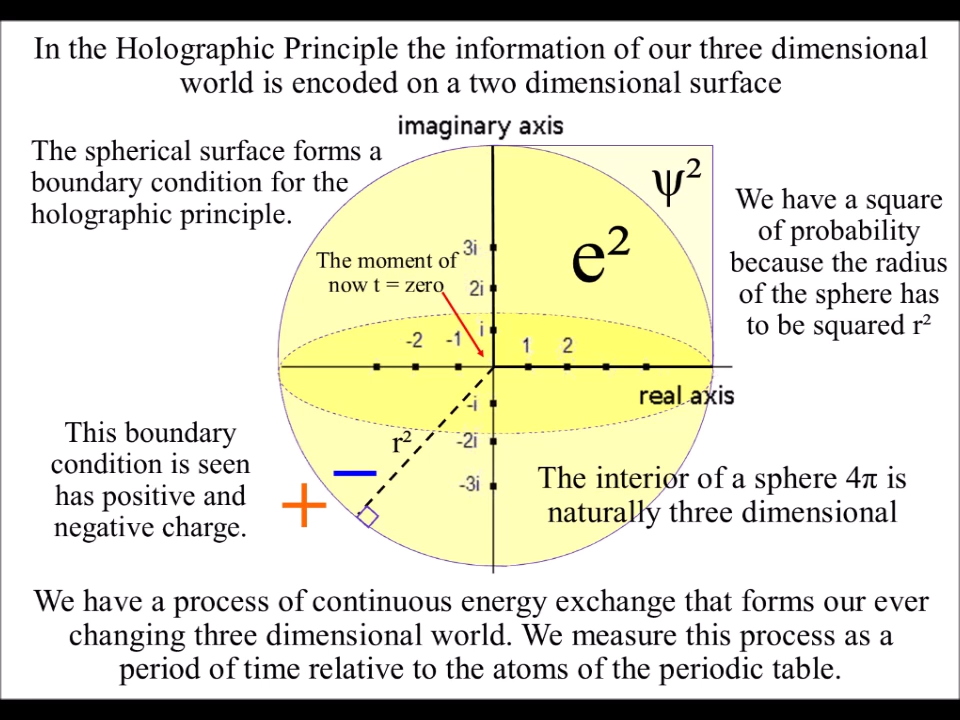 In the Holographic Principle the information of our three dimensional
world is encoded on a two dimensional surface
imaginary axis
The spherical surface forms a
boundary condition for the
holographic principle.
ψ²
e²
We have a square
of probability
because the radius
of the sphere has
to be squared r²
The moment of
now t = zero
3i
2i
i
-2 -1 1 2
real axis
-i
-2i
-3i
r²
This boundary
condition is seen
has positive and
negative charge.
+ −
The interior of a sphere 4π is
naturally three dimensional
We have a process of continuous energy exchange that forms our ever
changing three dimensional world. We measure this process as a
period of time relative to the atoms of the periodic table.